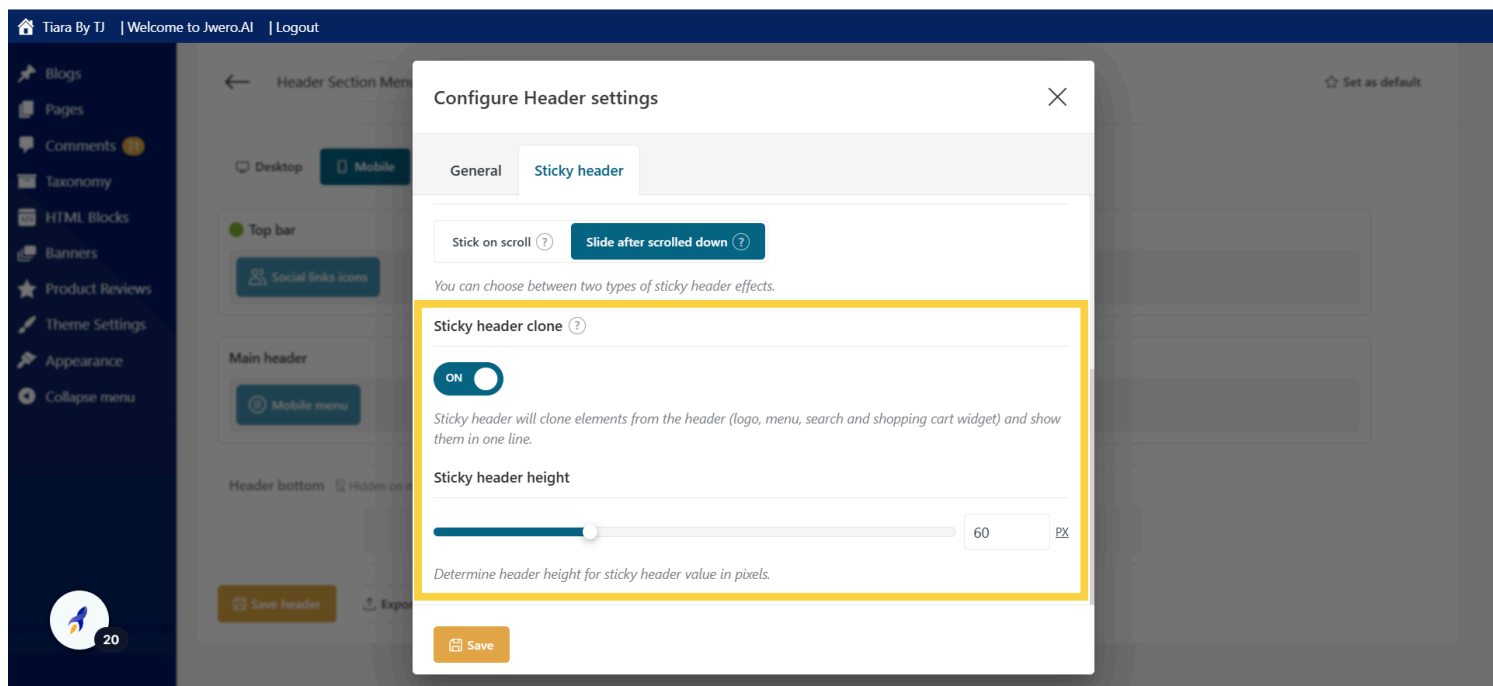 Tiara By TJ | Welcome to Jwero.AI | Logout
Blogs
Pages
Comments 31
Taxonomy
HTML Blocks
Banners
Product Reviews
Theme Settings
Appearance
Collapse menu
20
Header Section Men
Set as default
Desktop
Mobile
Top bar
Social links icons
Main header
Mobile menu
Header bottom Hidden on m
Save header
Expor
Configure Header settings
General
Sticky header
Stick on scroll ?
Slide after scrolled down ?
You can choose between two types of sticky header effects.
Sticky header clone ?
ON
Sticky header will clone elements from the header (logo, menu, search and shopping cart widget) and show
them in one line.
Sticky header height
60 PX
Determine header height for sticky header value in pixels.
Save